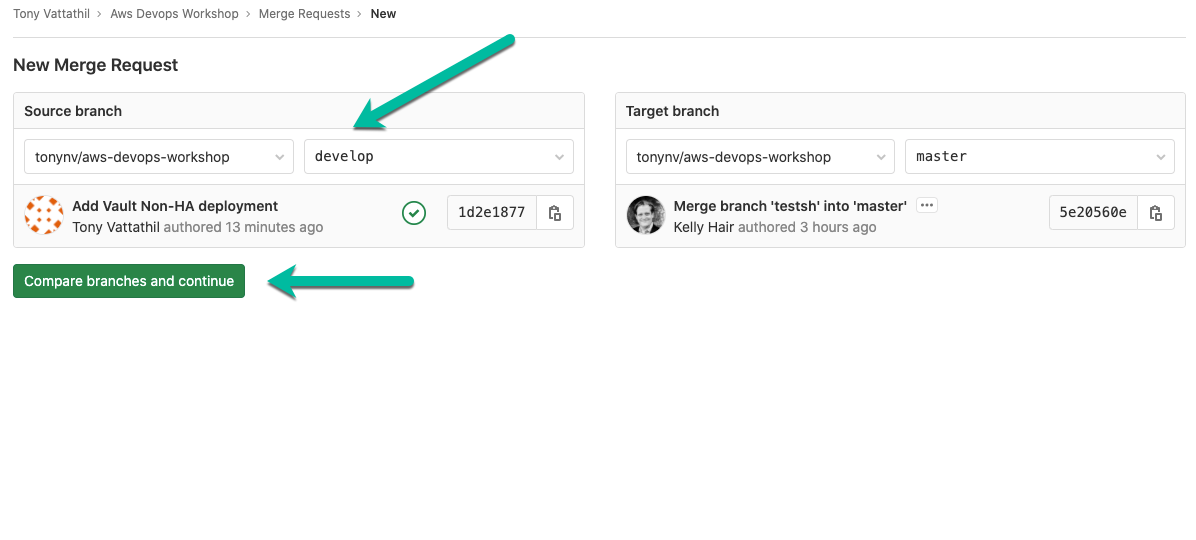 Tony Vattathil › Aws Devops Workshop › Merge Requests › New
New Merge Request
Source branch
tonynv/aws-devops-workshop
develop
Add Vault Non-HA deployment
Tony Vattathil authored 13 minutes ago
1d2e1877
Target branch
tonynv/aws-devops-workshop
master
Merge branch 'testsh' into 'master' ...
Kelly Hair authored 3 hours ago
5e20560e
Compare branches and continue